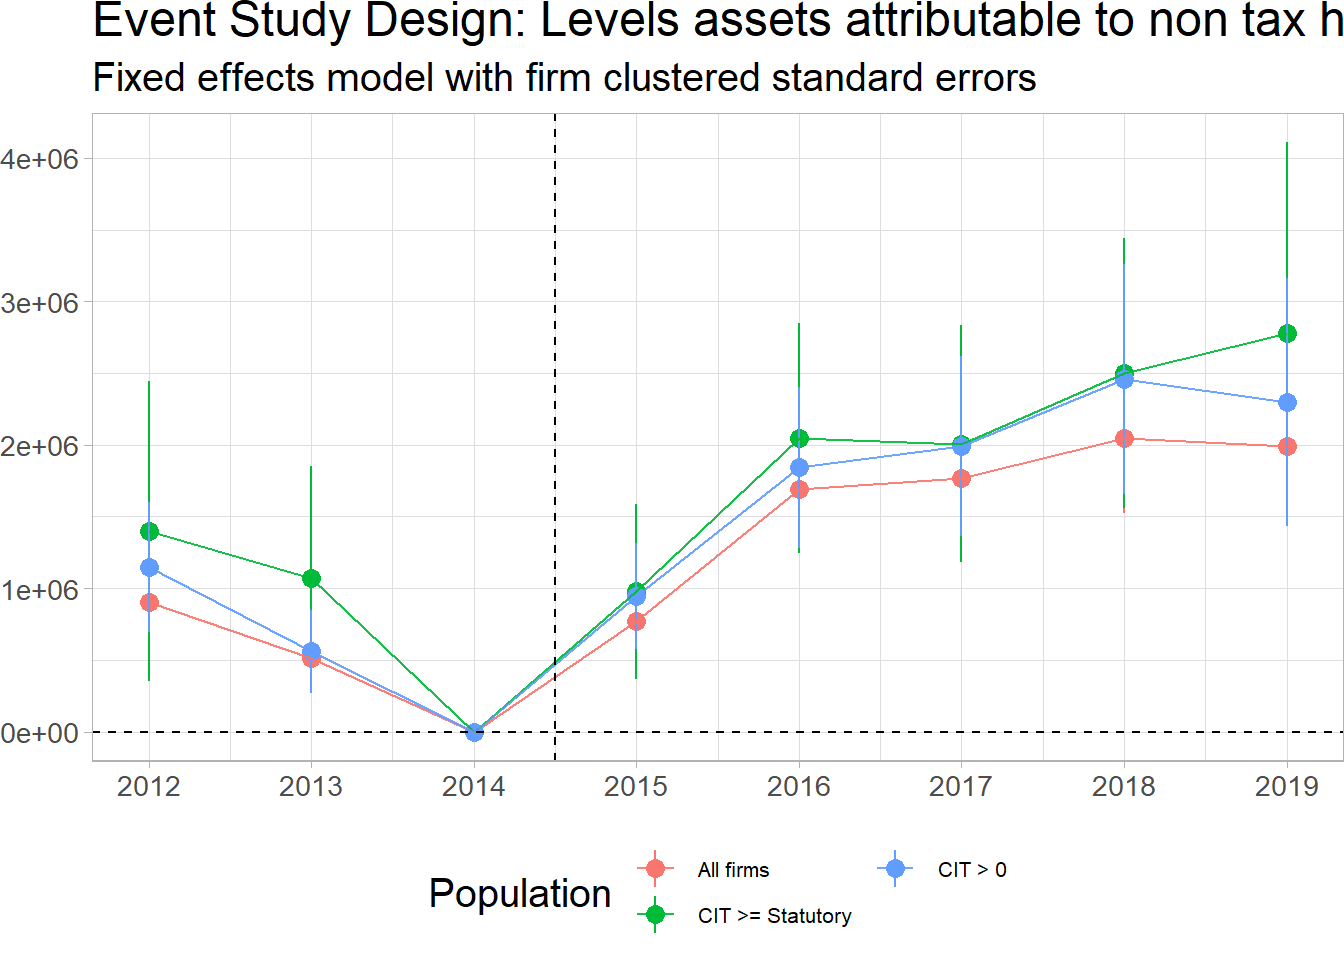 Event Study Design: Levels assets attributable to non tax h
Fixed effects model with firm clustered standard errors
4e+06
3e+06
2e+06
1e+06
0e+00
2012 2013 2014 2015 2016 2017 2018 2019
Population
All firms
CIT > 0
CIT >= Statutory